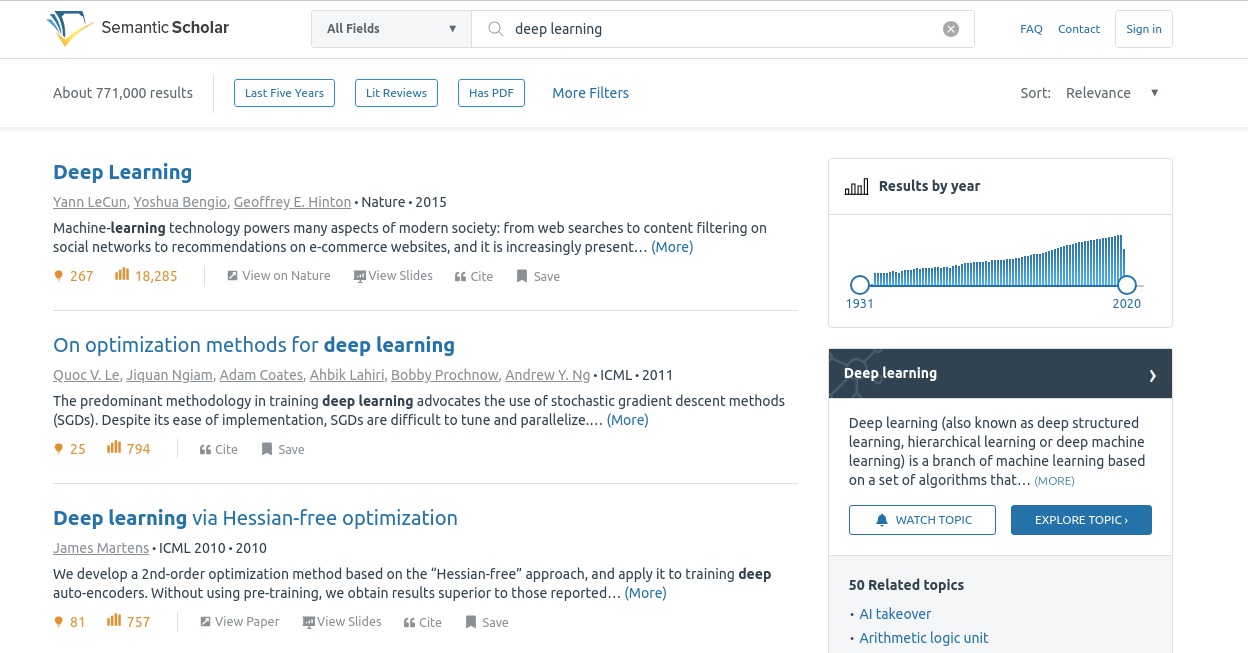 Semantic Scholar
All Fields ▼
deep learning
FAQ Contact Sign in
About 771,000 results
Last Five Years Lit Reviews Has PDF More Filters
Sort: Relevance ▼
Deep Learning
Yann LeCun, Yoshua Bengio, Geoffrey E. Hinton • Nature • 2015
Machine-learning technology powers many aspects of modern society: from web searches to content filtering on
social networks to recommendations on e-commerce websites, and it is increasingly present… (More)
267 18,285 View on Nature View Slides Cite Save
On optimization methods for deep learning
Quoc V. Le, Jiquan Ngiam, Adam Coates, Ahbik Lahiri, Bobby Prochnow, Andrew Y. Ng • ICML • 2011
The predominant methodology in training deep learning advocates the use of stochastic gradient descent methods
(SGDs). Despite its ease of implementation, SGDs are difficult to tune and parallelize.… (More)
25 794 Cite Save
Deep learning via Hessian-free optimization
James Martens • ICML 2010 • 2010
We develop a 2nd-order optimization method based on the “Hessian-free” approach, and apply it to training deep
auto-encoders. Without using pre-training, we obtain results superior to those reported… (More)
81 757 View Paper View Slides Cite Save
Results by year
1931 2020
Deep learning ❯
Deep learning (also known as deep structured
learning, hierarchical learning or deep machine
learning) is a branch of machine learning based
on a set of algorithms that… (MORE)
WATCH TOPIC EXPLORE TOPIC ›
50 Related topics
• AI takeover
• Arithmetic logic unit